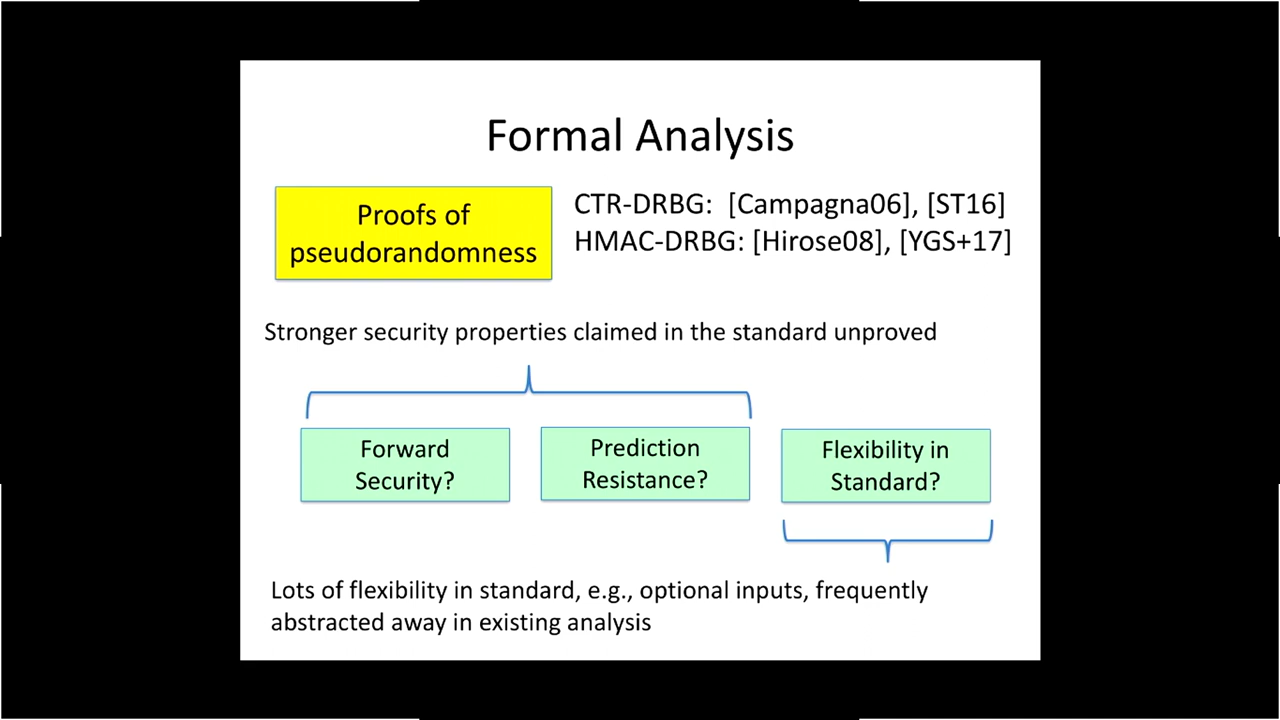 Formal Analysis
Proofs of
pseudorandomness
CTR-DRBG: [Campagna06], [ST16]
HMAC-DRBG: [Hirose08], [YGS+17]
Stronger security properties claimed in the standard unproved
Forward
Security?
Prediction
Resistance?
Flexibility in
Standard?
Lots of flexibility in standard, e.g., optional inputs, frequently
abstracted away in existing analysis